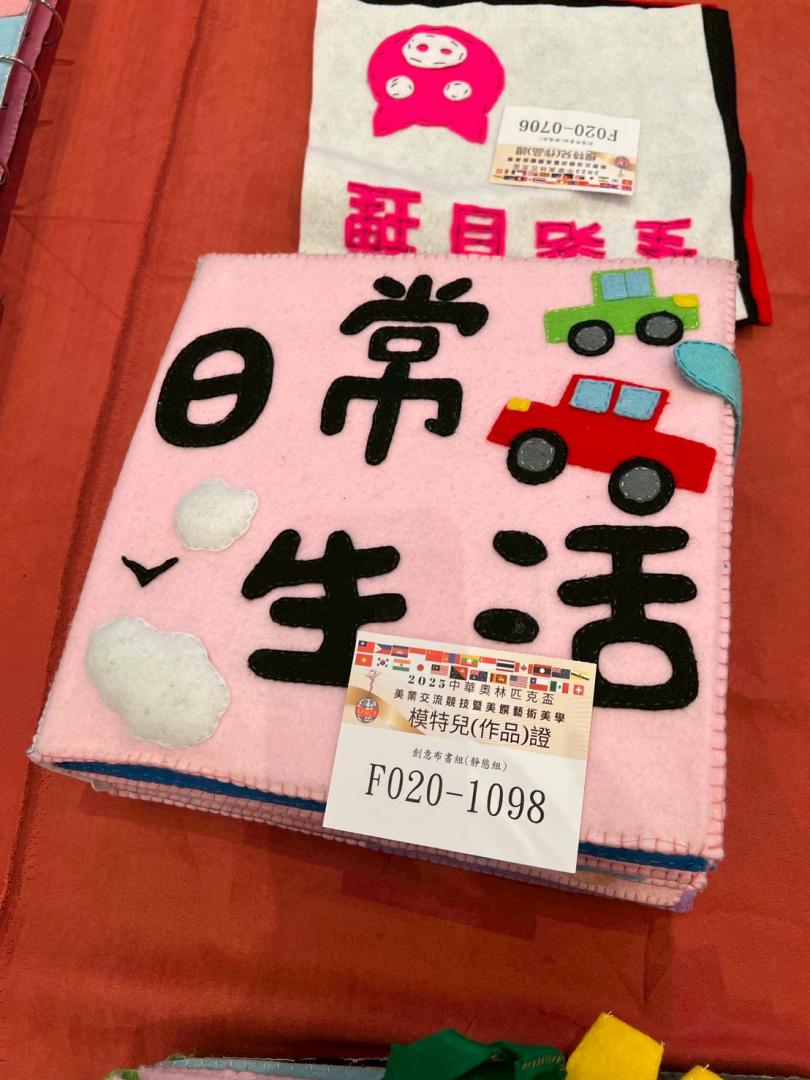 F020-0706
模特兒(作品)證
日常
生活
2025中華奧林匹克盃
美業交流競技暨美饌藝術美學
模特兒(作品)證
創意布書組(靜態組)
F020-1098